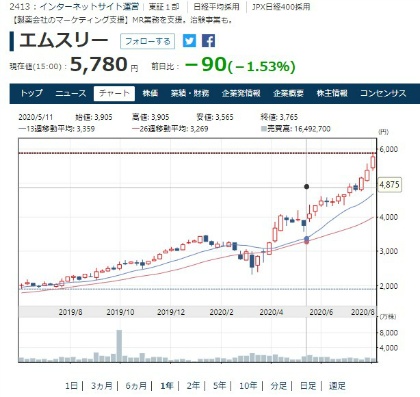 2413：インターネットサイト運営 | 東証１部 | 日経平均採用 | JPX日経400採用
【製薬会社のマーケティング支援】MR業務を支援。治験事業も。
エムスリー フォローする
現在値(15:00)： 5,780 円 前日比： −90(−1.53%)
トップ ニュース チャート 株価 業績・財務 企業発情報 企業概要 株主情報 コンセンサス
2020/5/11 始値: 3,905 高値: 3,905 安値: 3,565 終値: 3,765
13週移動平均: 3,359 26週移動平均: 3,269 売買高: 16,492,700
(円)
6,000
4,875
4,000
3,000
2,000
2019/8 2019/10 2019/12 2020/2 2020/4 2020/6 2020/8
(万株)
8,000
6,000
4,000
2,000
0
1日 3ヵ月 6ヵ月 1年 2年 5年 10年 分足 日足 週足